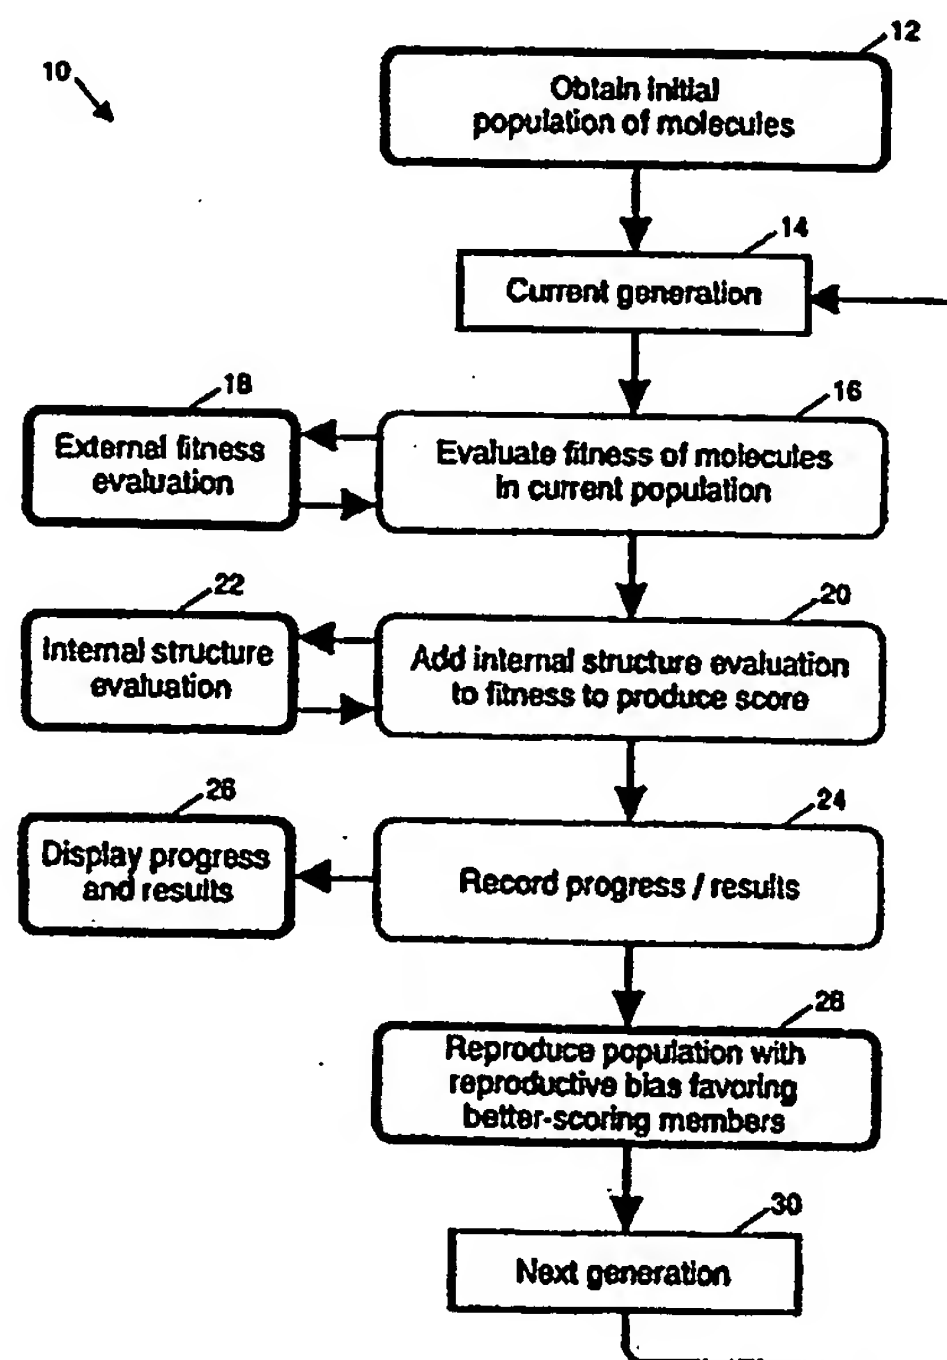 10
12
Obtain initial
population of molecules
14
Current generation
18
External fitness
evaluation
16
Evaluate fitness of molecules
in current population
22
Internal structure
evaluation
20
Add internal structure evaluation
to fitness to produce score
26
Display progress
and results
24
Record progress / results
28
Reproduce population with
reproductive bias favoring
better-scoring members
30
Next generation